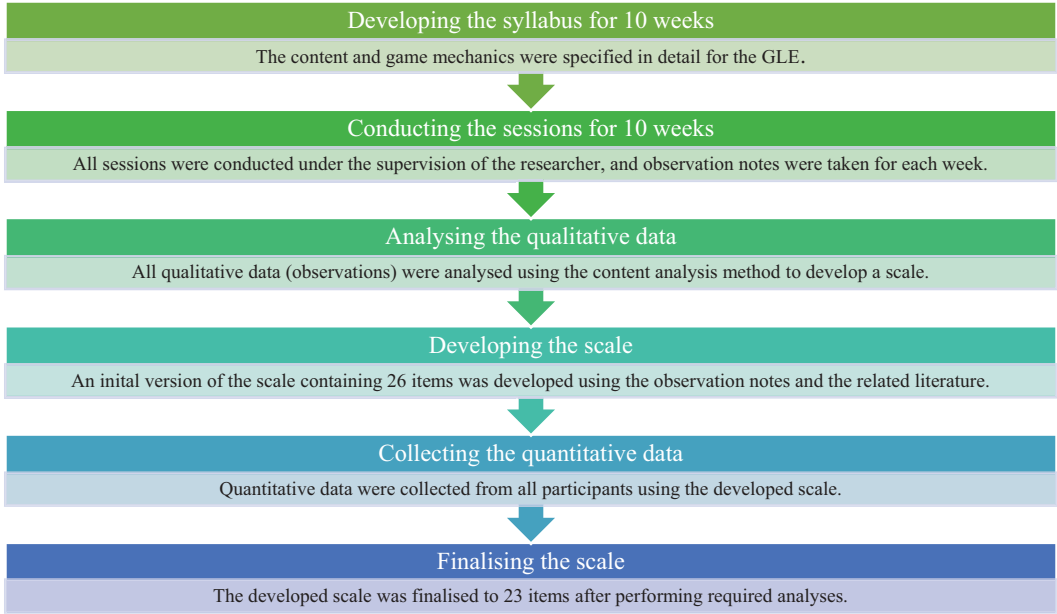 Developing the syllabus for 10 weeks
The content and game mechanics were specified in detail for the GLE.
Conducting the sessions for 10 weeks
All sessions were conducted under the supervision of the researcher, and observation notes were taken for each week.
Analysing the qualitative data
All qualitative data (observations) were analysed using the content analysis method to develop a scale.
Developing the scale
An inital version of the scale containing 26 items was developed using the observation notes and the related literature.
Collecting the quantitative data
Quantitative data were collected from all participants using the developed scale.
Finalising the scale
The developed scale was finalised to 23 items after performing required analyses.